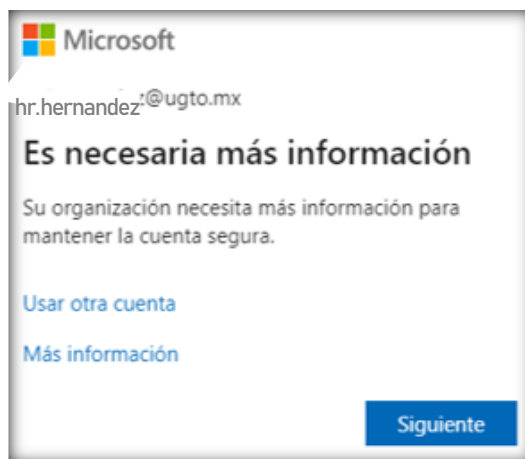 Microsoft
hr.hernandez@ugto.mx
Es necesaria más información
Su organización necesita más información para
mantener la cuenta segura.
Usar otra cuenta
Más información
Siguiente